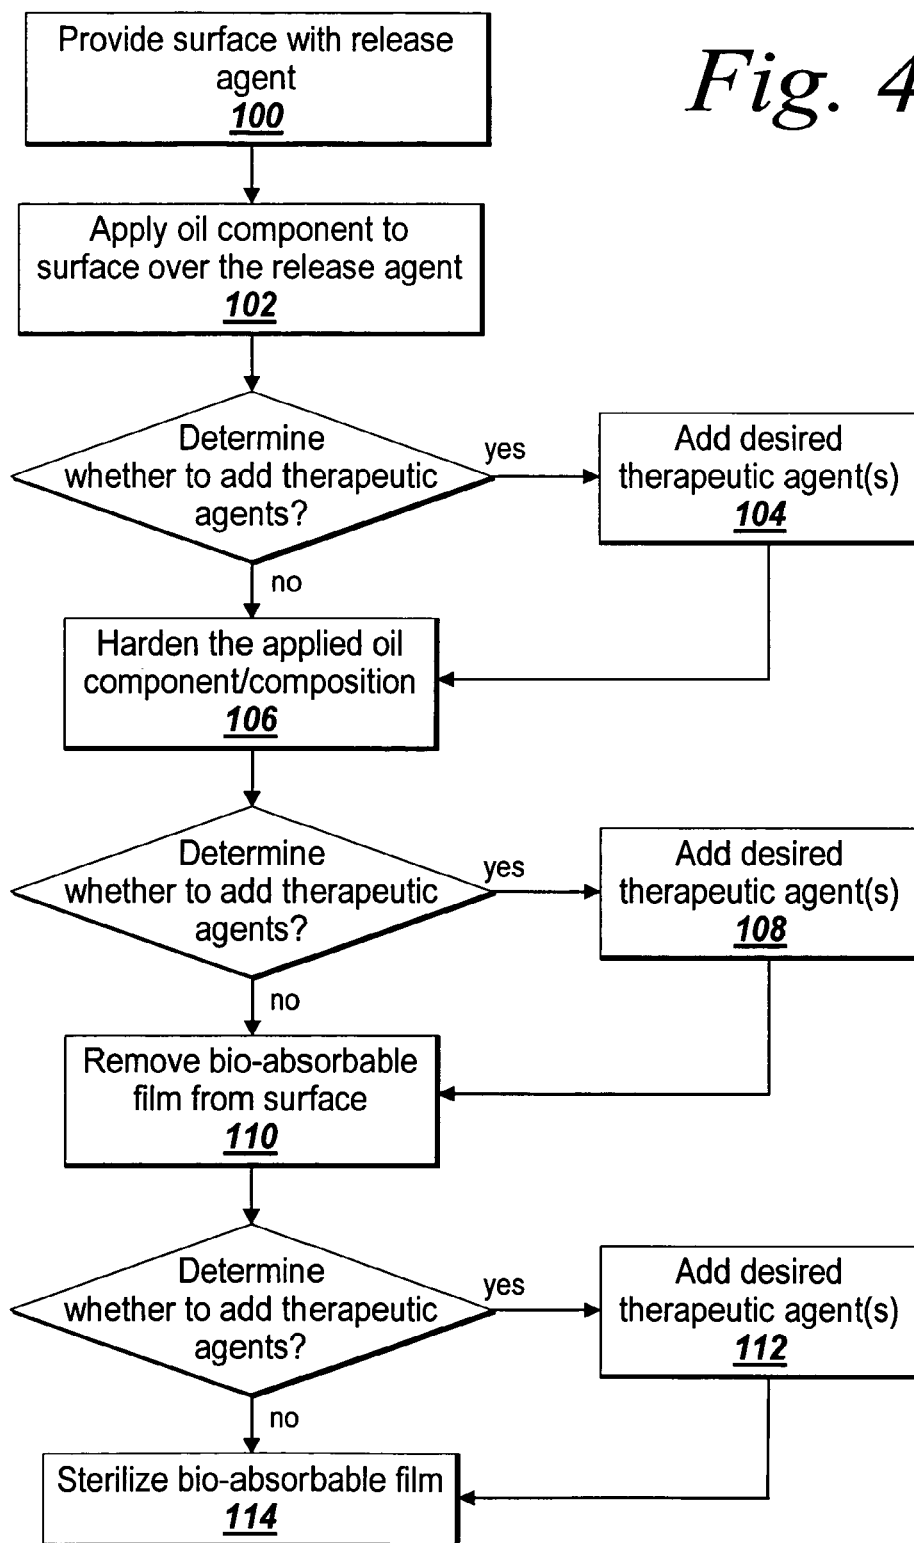 Fig. 4
Provide surface with release
agent
100
Apply oil component to
surface over the release agent
102
Determine
whether to add therapeutic
agents?
yes
Add desired
therapeutic agent(s)
104
no
Harden the applied oil
component/composition
106
Determine
whether to add therapeutic
agents?
yes
Add desired
therapeutic agent(s)
108
no
Remove bio-absorbable
film from surface
110
Determine
whether to add therapeutic
agents?
yes
Add desired
therapeutic agent(s)
112
no
Sterilize bio-absorbable film
114